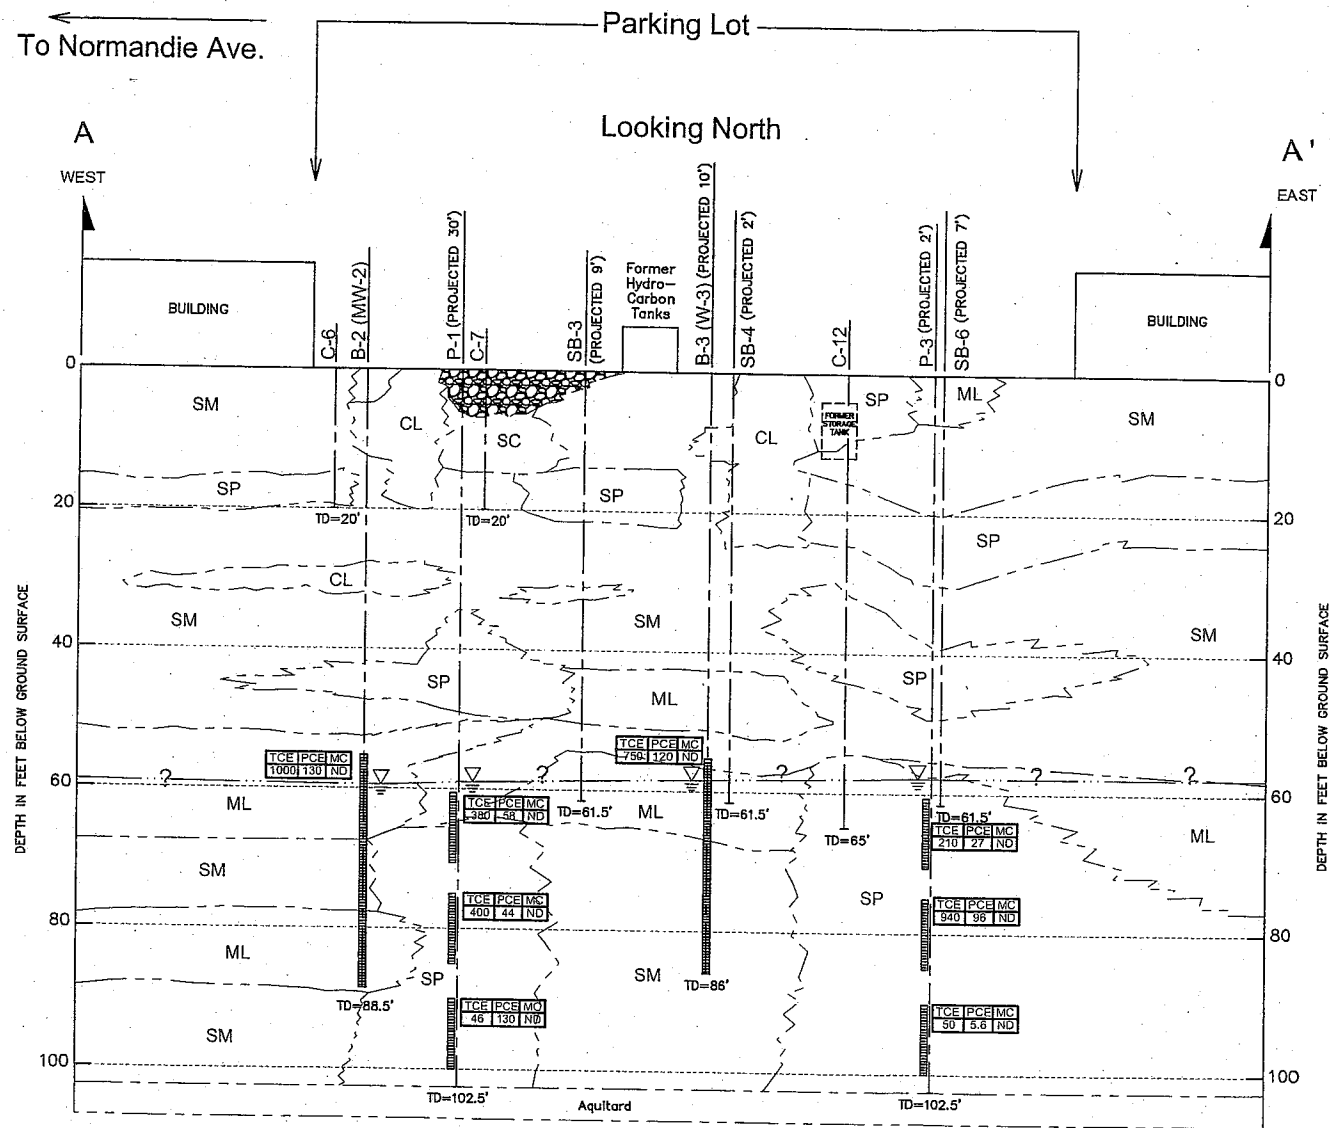 Parking Lot
To Normandie Ave.
Looking North
A
A'
WEST
EAST
C-6
B-2 (MW-2)
P-1 (PROJECTED 30')
C-7
SB-3
(PROJECTED 9')
Former
Hydro-
Carbon
Tanks
B-3 (W-3) (PROJECTED 10')
SB-4 (PROJECTED 2')
C-12
P-3 (PROJECTED 2')
SB-6 (PROJECTED 7')
BUILDING
BUILDING
0
0
SM
CL
SC
CL
SP
ML
SM
FORMER
STORAGE
TANK
SP
SP
20
20
TD=20'
TD=20'
SP
CL
SM
SM
SM
40
40
SP
ML
SP
DEPTH IN FEET BELOW GROUND SURFACE
DEPTH IN FEET BELOW GROUND SURFACE
TCE PCE MC
1000 130 ND
TCE PCE MC
750 120 ND
?
?
?
?
?
60
60
ML
TCE PCE MC
380 58 ND
TD=61.5'
ML
TD=61.5'
TD=65'
TD=61.5'
TCE PCE MC
210 27 ND
ML
SM
SP
TCE PCE MC
400 44 ND
TCE PCE MC
940 96 ND
80
80
ML
SP
SM
TD=86'
TD=88.5'
TCE PCE MC
46 130 ND
TCE PCE MC
50 5.6 ND
SM
100
100
TD=102.5'
Aquitard
TD=102.5'